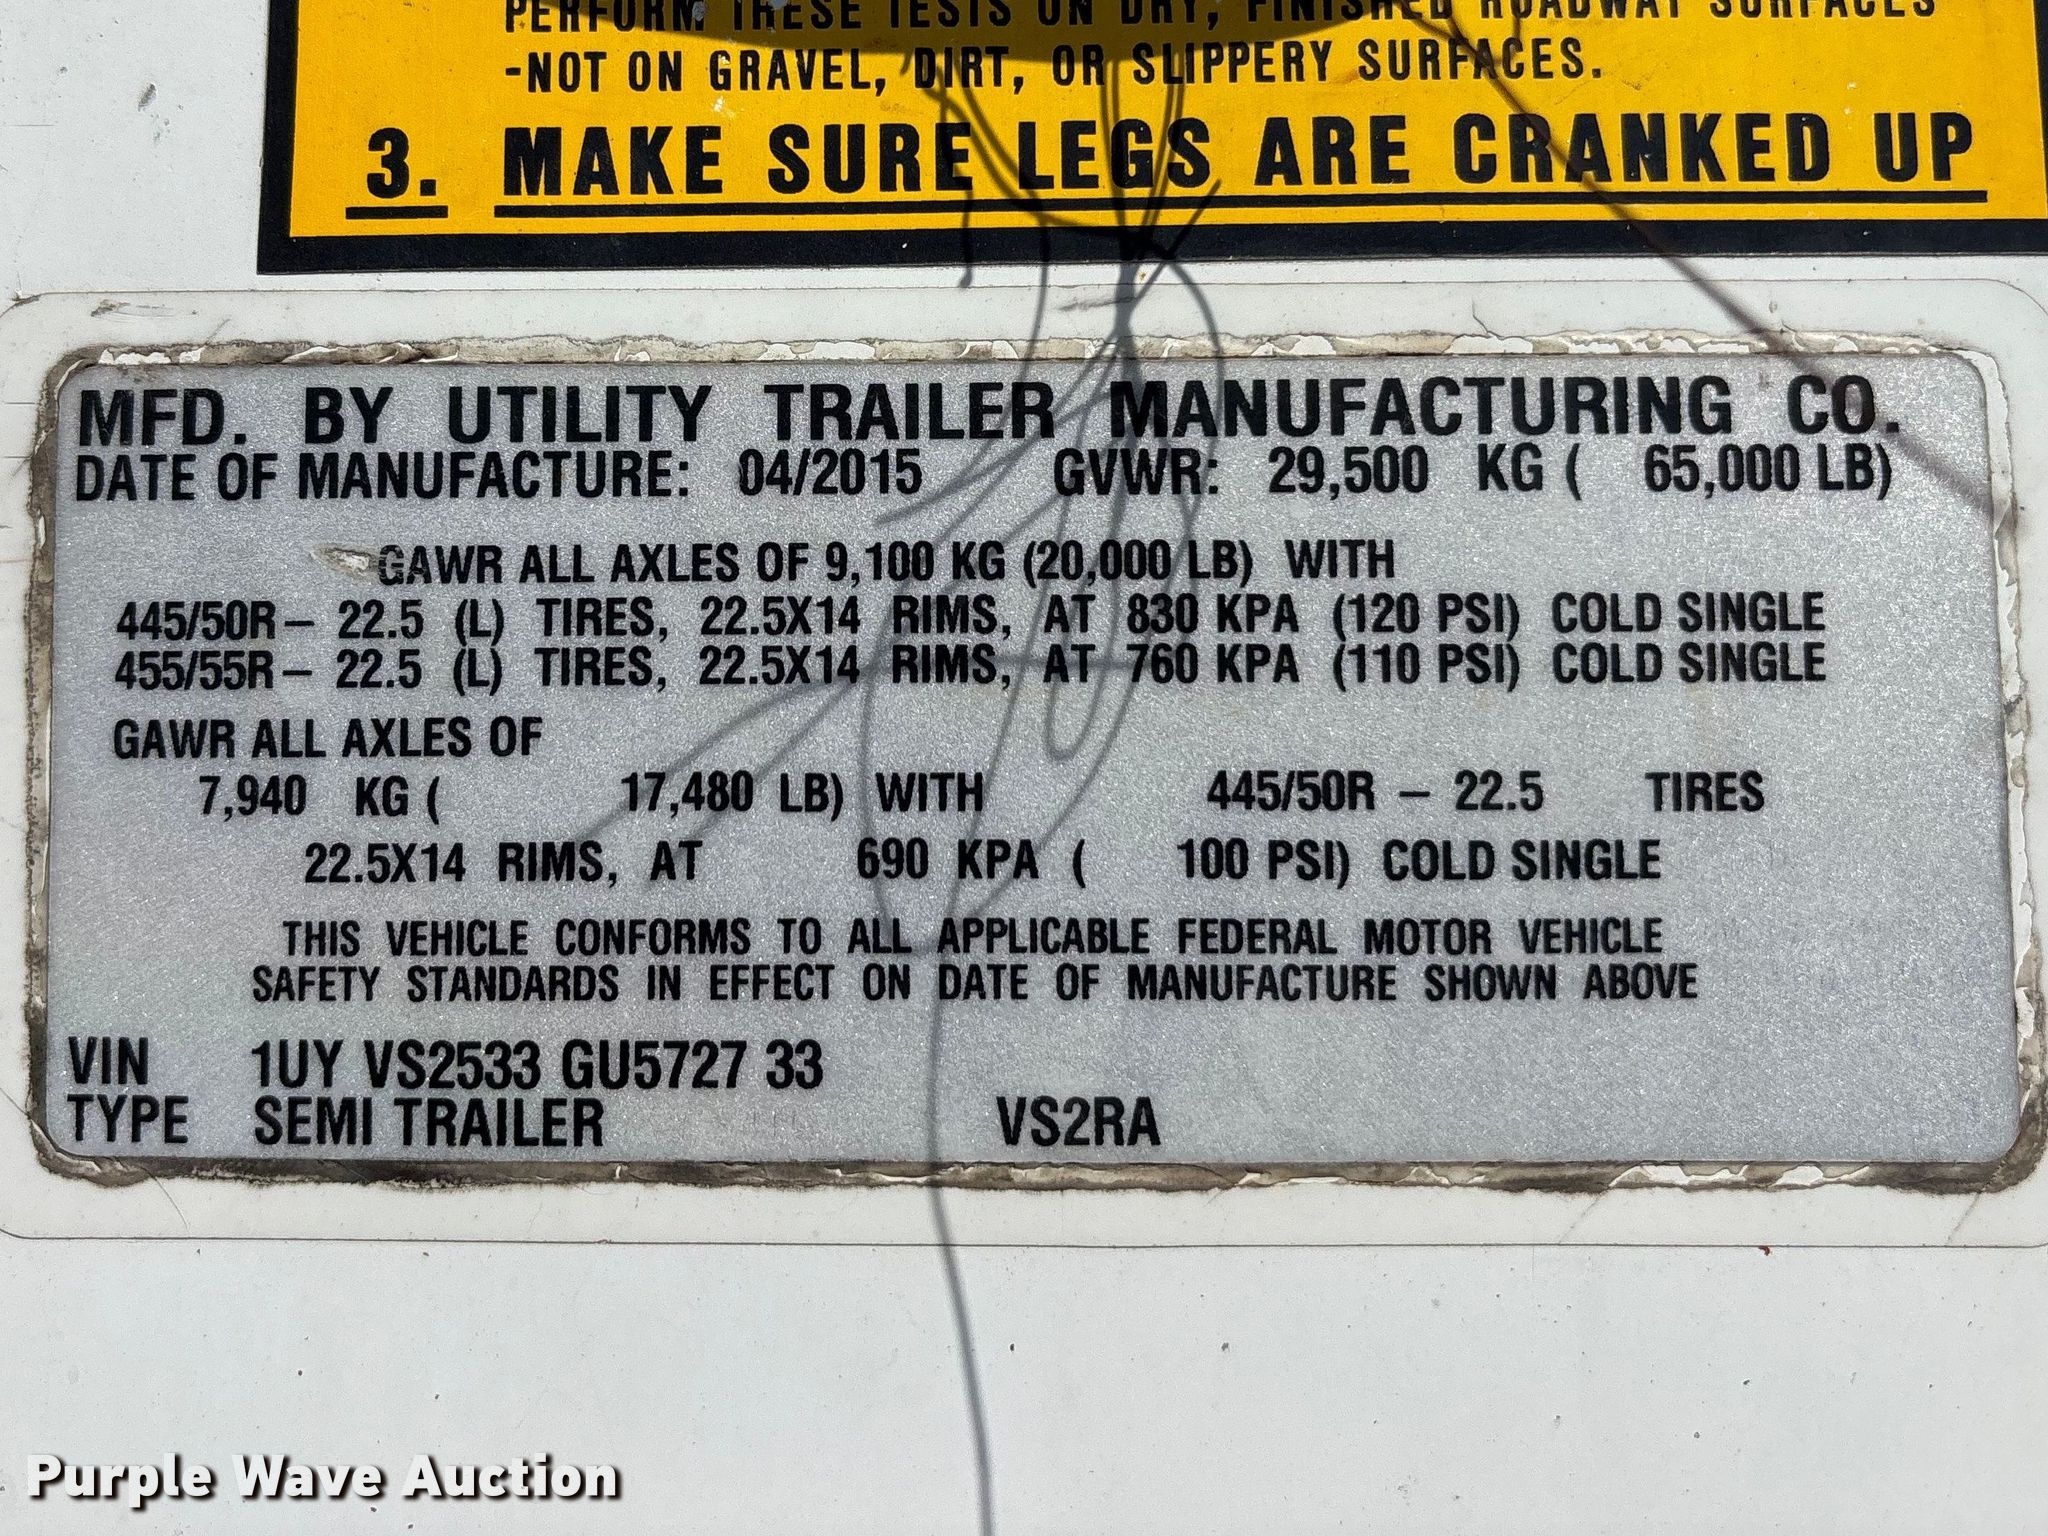 PERFORM THESE TESTS ON DRY, FINISHED ROADWAY SURFACES
-NOT ON GRAVEL, DIRT, OR SLIPPERY SURFACES.
3. MAKE SURE LEGS ARE CRANKED UP
MFD. BY UTILITY TRAILER MANUFACTURING CO.
DATE OF MANUFACTURE: 04/2015 GVWR: 29,500 KG ( 65,000 LB)
GAWR ALL AXLES OF 9,100 KG (20,000 LB) WITH
445/50R– 22.5 (L) TIRES, 22.5X14 RIMS, AT 830 KPA (120 PSI) COLD SINGLE
455/55R– 22.5 (L) TIRES, 22.5X14 RIMS, AT 760 KPA (110 PSI) COLD SINGLE
GAWR ALL AXLES OF
7,940 KG ( 17,480 LB) WITH 445/50R – 22.5 TIRES
22.5X14 RIMS, AT 690 KPA ( 100 PSI) COLD SINGLE
THIS VEHICLE CONFORMS TO ALL APPLICABLE FEDERAL MOTOR VEHICLE
SAFETY STANDARDS IN EFFECT ON DATE OF MANUFACTURE SHOWN ABOVE
VIN 1UY VS2533 GU5727 33
TYPE SEMI TRAILER VS2RA
Purple Wave Auction